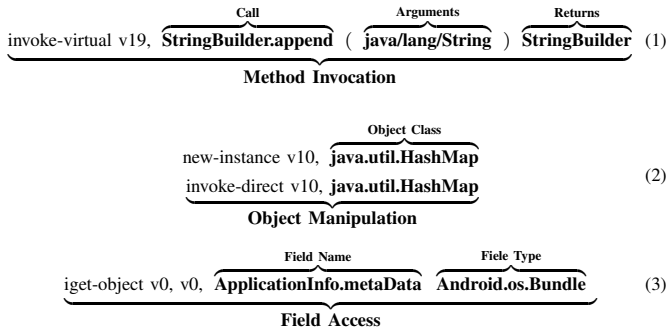 Call Arguments Returns
invoke-virtual v19, StringBuilder.append ( java/lang/String ) StringBuilder (1)
Method Invocation
Object Class
new-instance v10, java.util.HashMap
invoke-direct v10, java.util.HashMap
(2)
Object Manipulation
Field Name Fiele Type
iget-object v0, v0, ApplicationInfo.metaData Android.os.Bundle (3)
Field Access